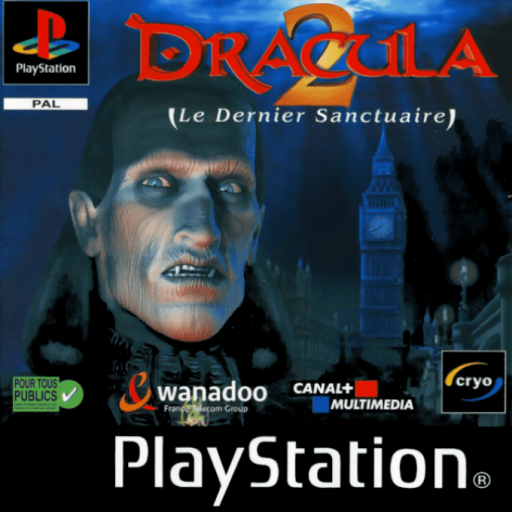 PlayStation
PAL
DRACULA
2
(Le Dernier Sanctuaire)
POUR TOUS
PUBLICS
wanadoo
France Telecom Group
CANAL+
MULTIMEDIA
cryo
PlayStation®